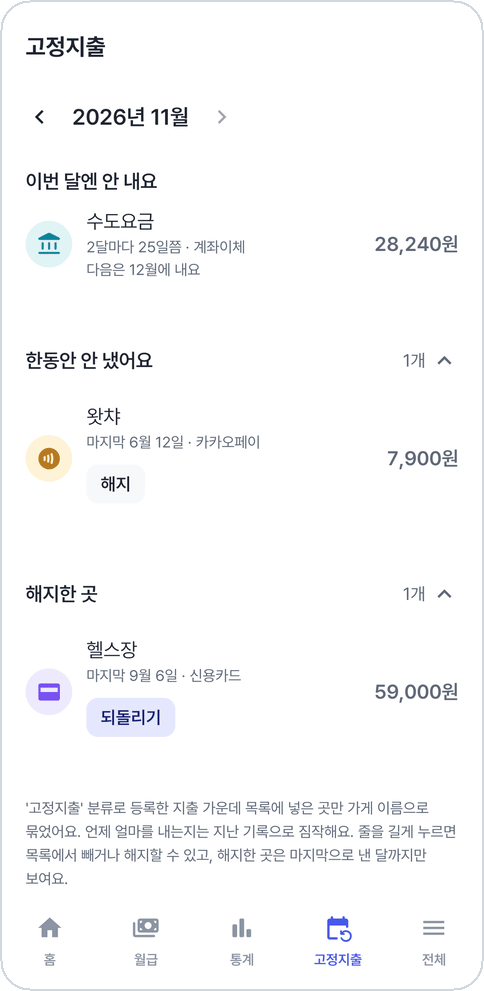 고정지출
2026년 11월
이번 달엔 안 내요
수도요금
2달마다 25일쯤 · 계좌이체
다음은 12월에 내요
28,240원
한동안 안 냈어요
1개
왓챠
마지막 6월 12일 · 카카오페이
해지
7,900원
해지한 곳
1개
헬스장
마지막 9월 6일 · 신용카드
되돌리기
59,000원
'고정지출' 분류로 등록한 지출 가운데 목록에 넣은 곳만 가게 이름으로
묶었어요. 언제 얼마를 내는지는 지난 기록으로 짐작해요. 줄을 길게 누르면
목록에서 빼거나 해지할 수 있고, 해지한 곳은 마지막으로 낸 달까지만
보여요.
홈
월급
통계
고정지출
전체